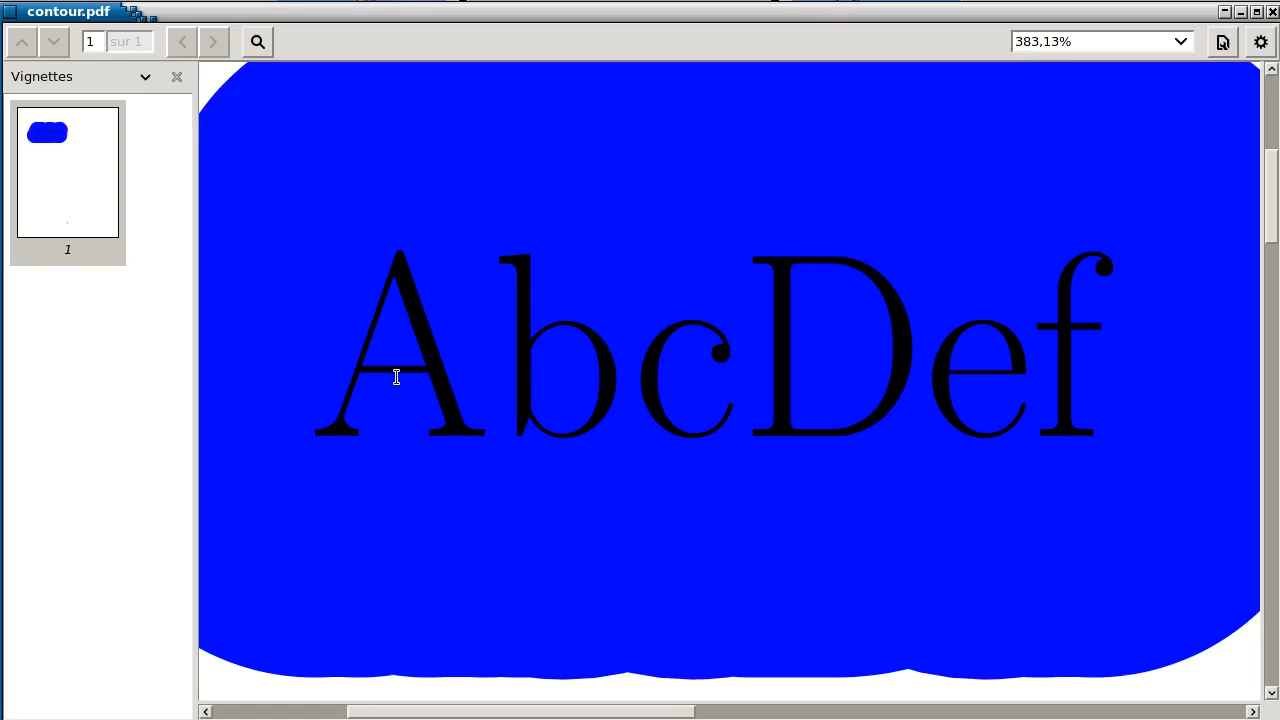 contour.pdf
1 sur 1
383,13%
Vignettes
1
AbcDef